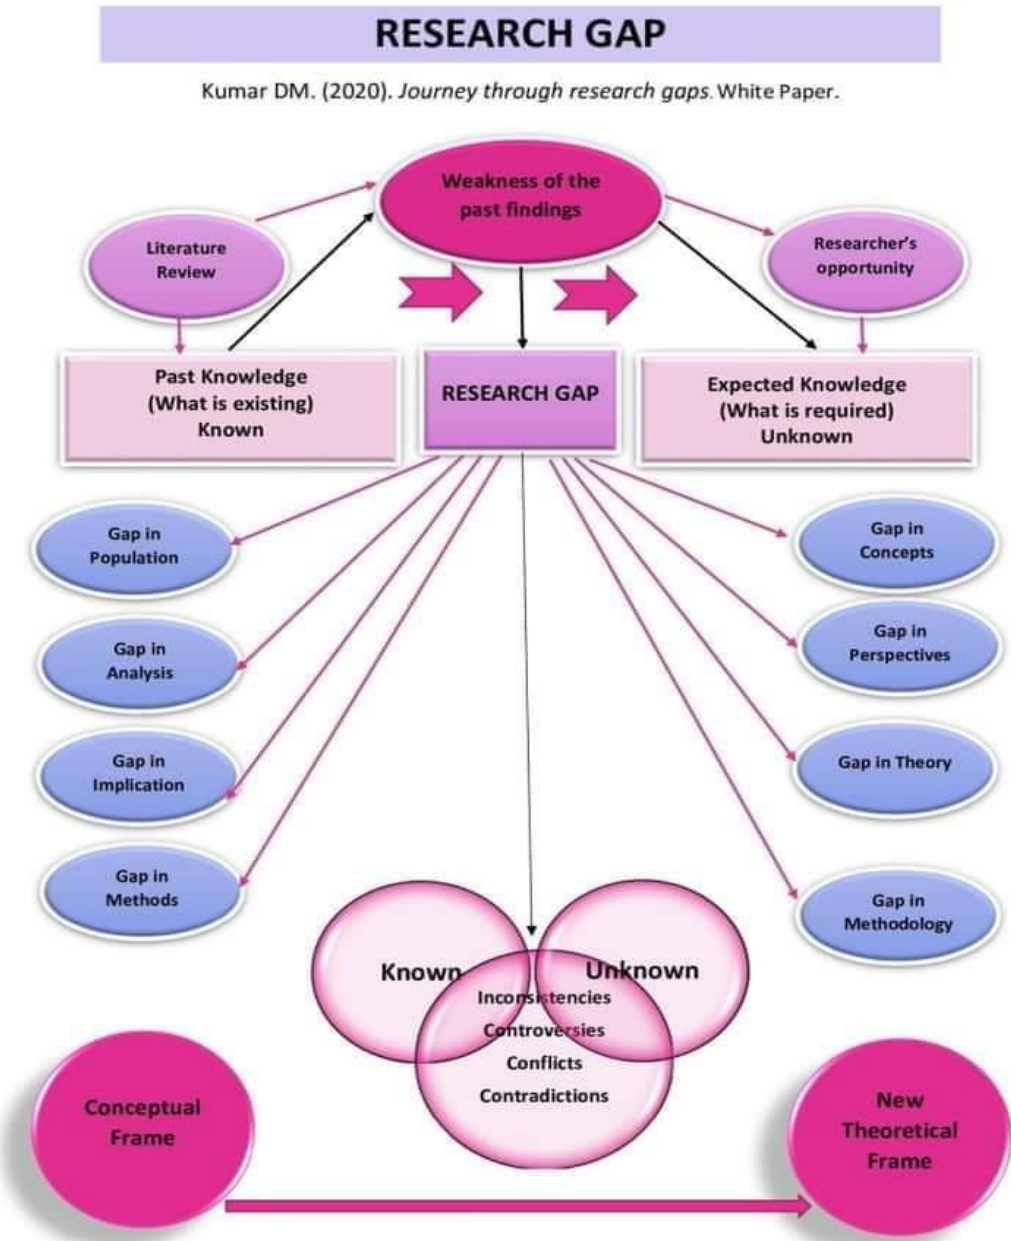 RESEARCH GAP
Kumar DM. (2020). Journey through research gaps. White Paper.
Weakness of the
past findings
Literature
Review
Researcher's
opportunity
Past Knowledge
(What is existing)
Known
RESEARCH GAP
Expected Knowledge
(What is required)
Unknown
Gap in
Population
Gap in
Concepts
Gap in
Analysis
Gap in
Perspectives
Gap in
Implication
Gap in Theory
Gap in
Methods
Gap in
Methodology
Known
Unknown
Inconsistencies
Controversies
Conflicts
Contradictions
Conceptual
Frame
New
Theoretical
Frame